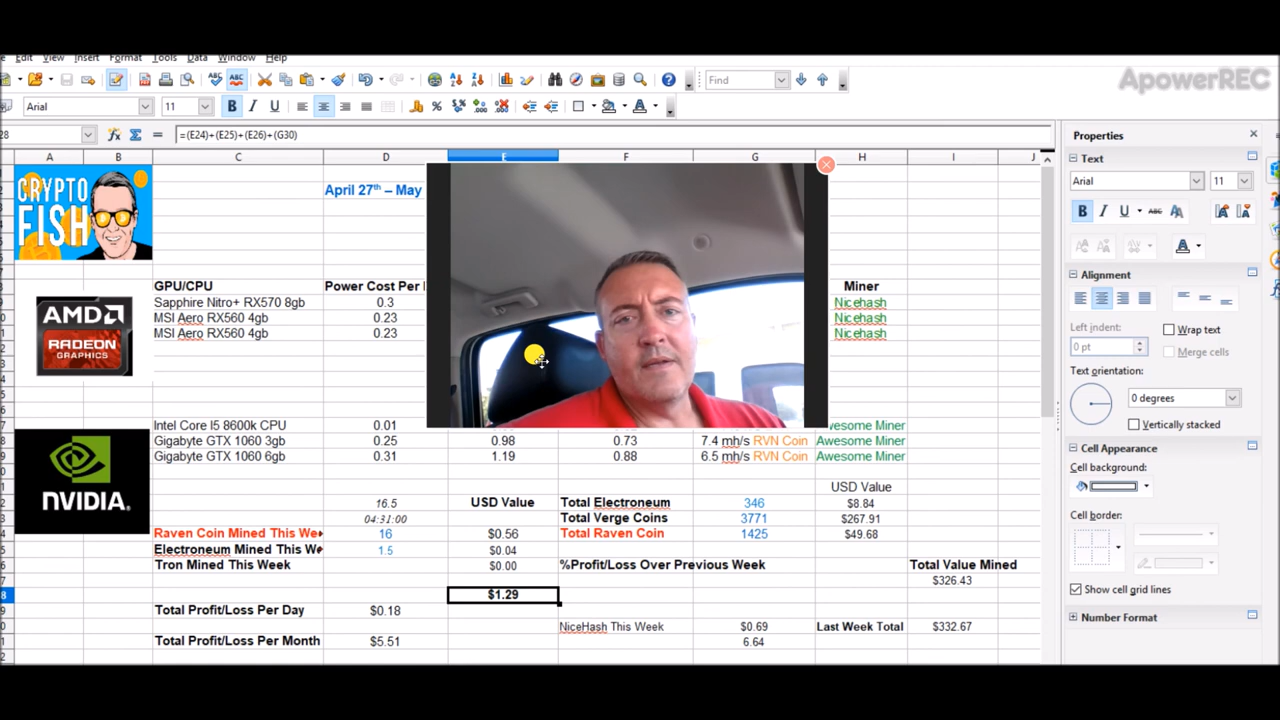 ApowerREC
Edit View Insert Format Tools Data Window Help
Find
Arial 11
28 =(E24)+(E25)+(E26)+(G30)
A B C D E F G H I J
CRYPTO
FISH
April 27th – May
GPU/CPU Power Cost Per Miner
Sapphire Nitro+ RX570 8gb 0.3 Nicehash
MSI Aero RX560 4gb 0.23 Nicehash
MSI Aero RX560 4gb 0.23 Nicehash
AMD
RADEON
GRAPHICS
Intel Core I5 8600k CPU 0.01 Awesome Miner
Gigabyte GTX 1060 3gb 0.25 0.98 0.73 7.4 mh/s RVN Coin Awesome Miner
Gigabyte GTX 1060 6gb 0.31 1.19 0.88 6.5 mh/s RVN Coin Awesome Miner
NVIDIA
USD Value
16.5 USD Value Total Electroneum 346 $8.84
04:31:00 Total Verge Coins 3771 $267.91
Raven Coin Mined This We 16 $0.56 Total Raven Coin 1425 $49.68
Electroneum Mined This W 1.5 $0.04
Tron Mined This Week $0.00 %Profit/Loss Over Previous Week Total Value Mined
$326.43
$1.29
Total Profit/Loss Per Day $0.18
NiceHash This Week $0.69 Last Week Total $332.67
Total Profit/Loss Per Month $5.51 6.64
Properties
Text
Arial 11
Alignment
Left indent:
0 pt
Wrap text
Merge cells
Text orientation:
0 degrees
Vertically stacked
Cell Appearance
Cell background:
Cell border:
Show cell grid lines
Number Format